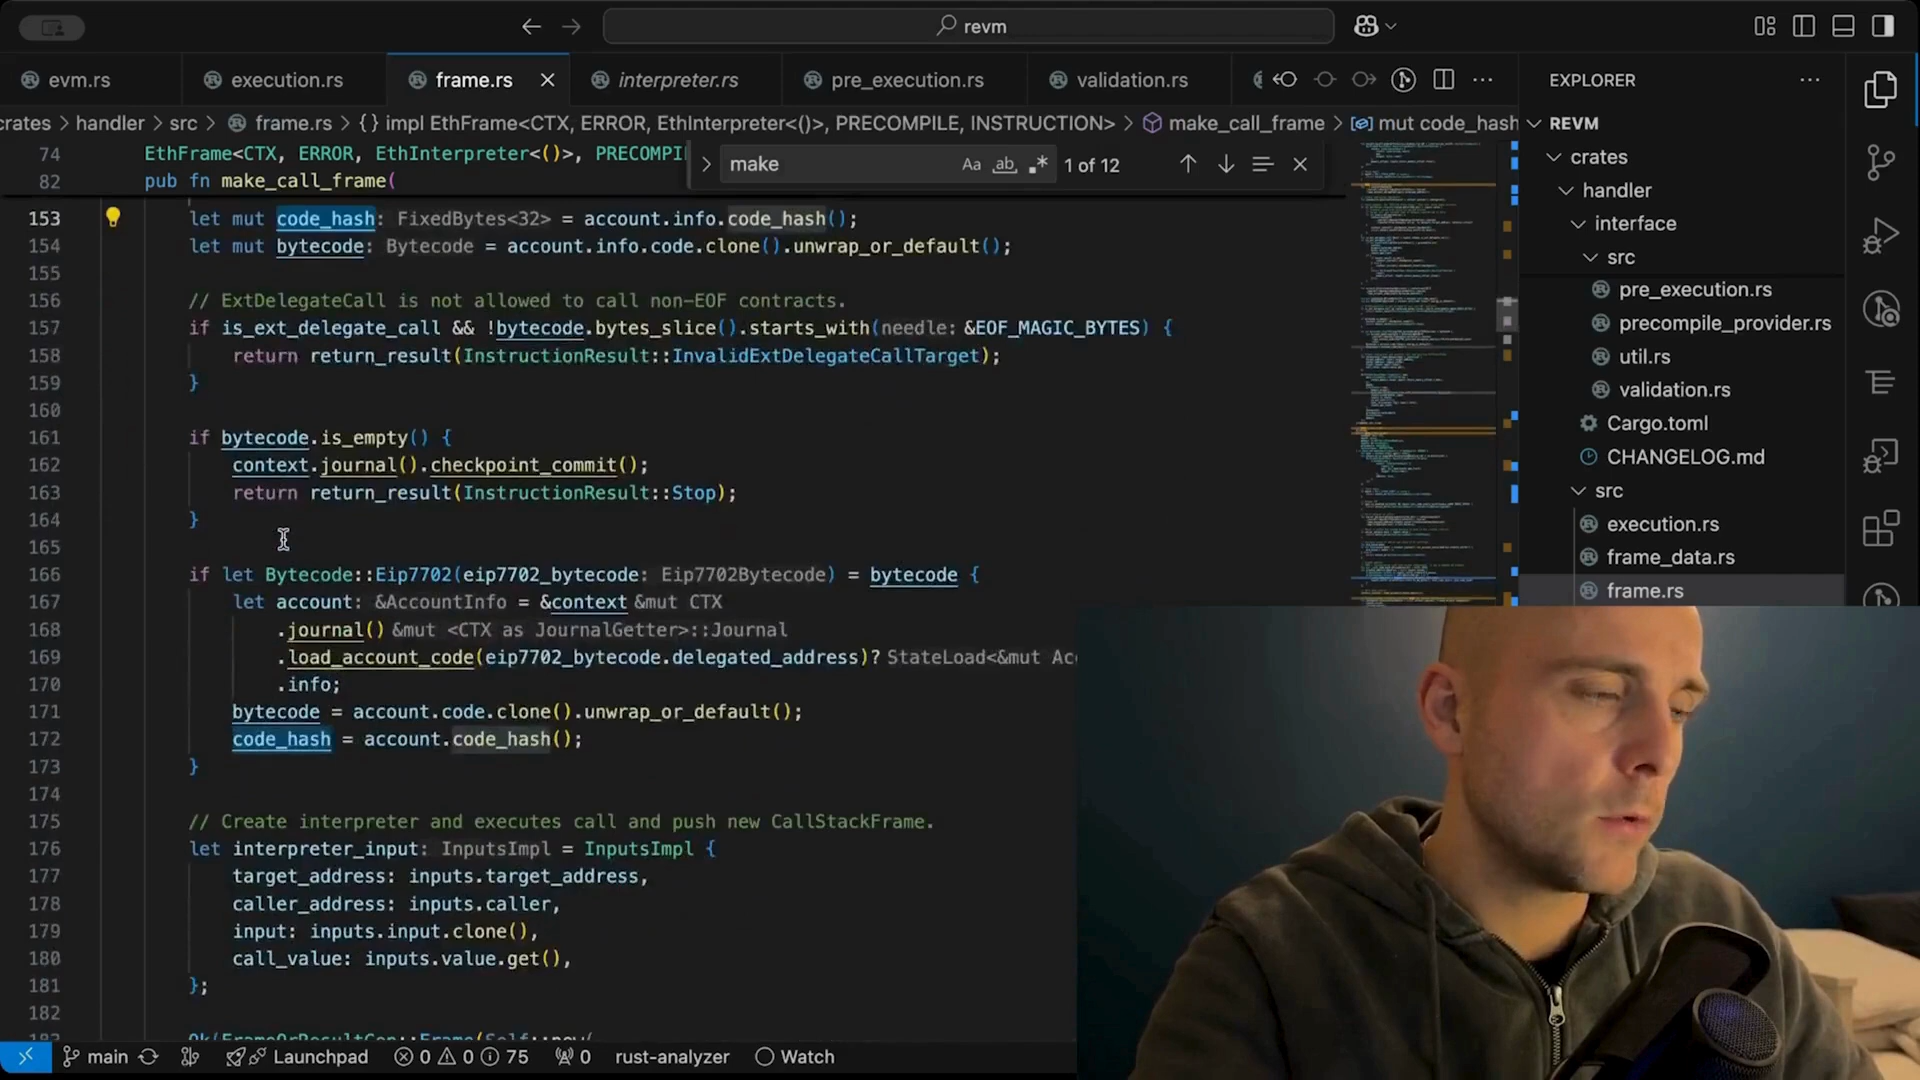 revm
evm.rs
execution.rs
frame.rs
interpreter.rs
pre_execution.rs
validation.rs
EXPLORER
crates > handler > src > frame.rs > {} impl EthFrame<CTX, ERROR, EthInterpreter<()>, PRECOMPILE, INSTRUCTION> > make_call_frame > mut code_hash
74 EthFrame<CTX, ERROR, EthInterpreter<()>, PRECOMPI
82 pub fn make_call_frame(
make
Aa ab .* 1 of 12
153 let mut code_hash: FixedBytes<32> = account.info.code_hash();
154 let mut bytecode: Bytecode = account.info.code.clone().unwrap_or_default();
155
156 // ExtDelegateCall is not allowed to call non-EOF contracts.
157 if is_ext_delegate_call && !bytecode.bytes_slice().starts_with(needle: &EOF_MAGIC_BYTES) {
158 return return_result(InstructionResult::InvalidExtDelegateCallTarget);
159 }
160
161 if bytecode.is_empty() {
162 context.journal().checkpoint_commit();
163 return return_result(InstructionResult::Stop);
164 }
165
166 if let Bytecode::Eip7702(eip7702_bytecode: Eip7702Bytecode) = bytecode {
167 let account: &AccountInfo = &context &mut CTX
168 .journal() &mut <CTX as JournalGetter>::Journal
169 .load_account_code(eip7702_bytecode.delegated_address)? StateLoad<&mut Acc
170 .info;
171 bytecode = account.code.clone().unwrap_or_default();
172 code_hash = account.code_hash();
173 }
174
175 // Create interpreter and executes call and push new CallStackFrame.
176 let interpreter_input: InputsImpl = InputsImpl {
177 target_address: inputs.target_address,
178 caller_address: inputs.caller,
179 input: inputs.input.clone(),
180 call_value: inputs.value.get(),
181 };
182
REVM
crates
handler
interface
src
pre_execution.rs
precompile_provider.rs
util.rs
validation.rs
Cargo.toml
CHANGELOG.md
src
execution.rs
frame_data.rs
frame.rs
main
Launchpad
0
0
75
0
rust-analyzer
Watch